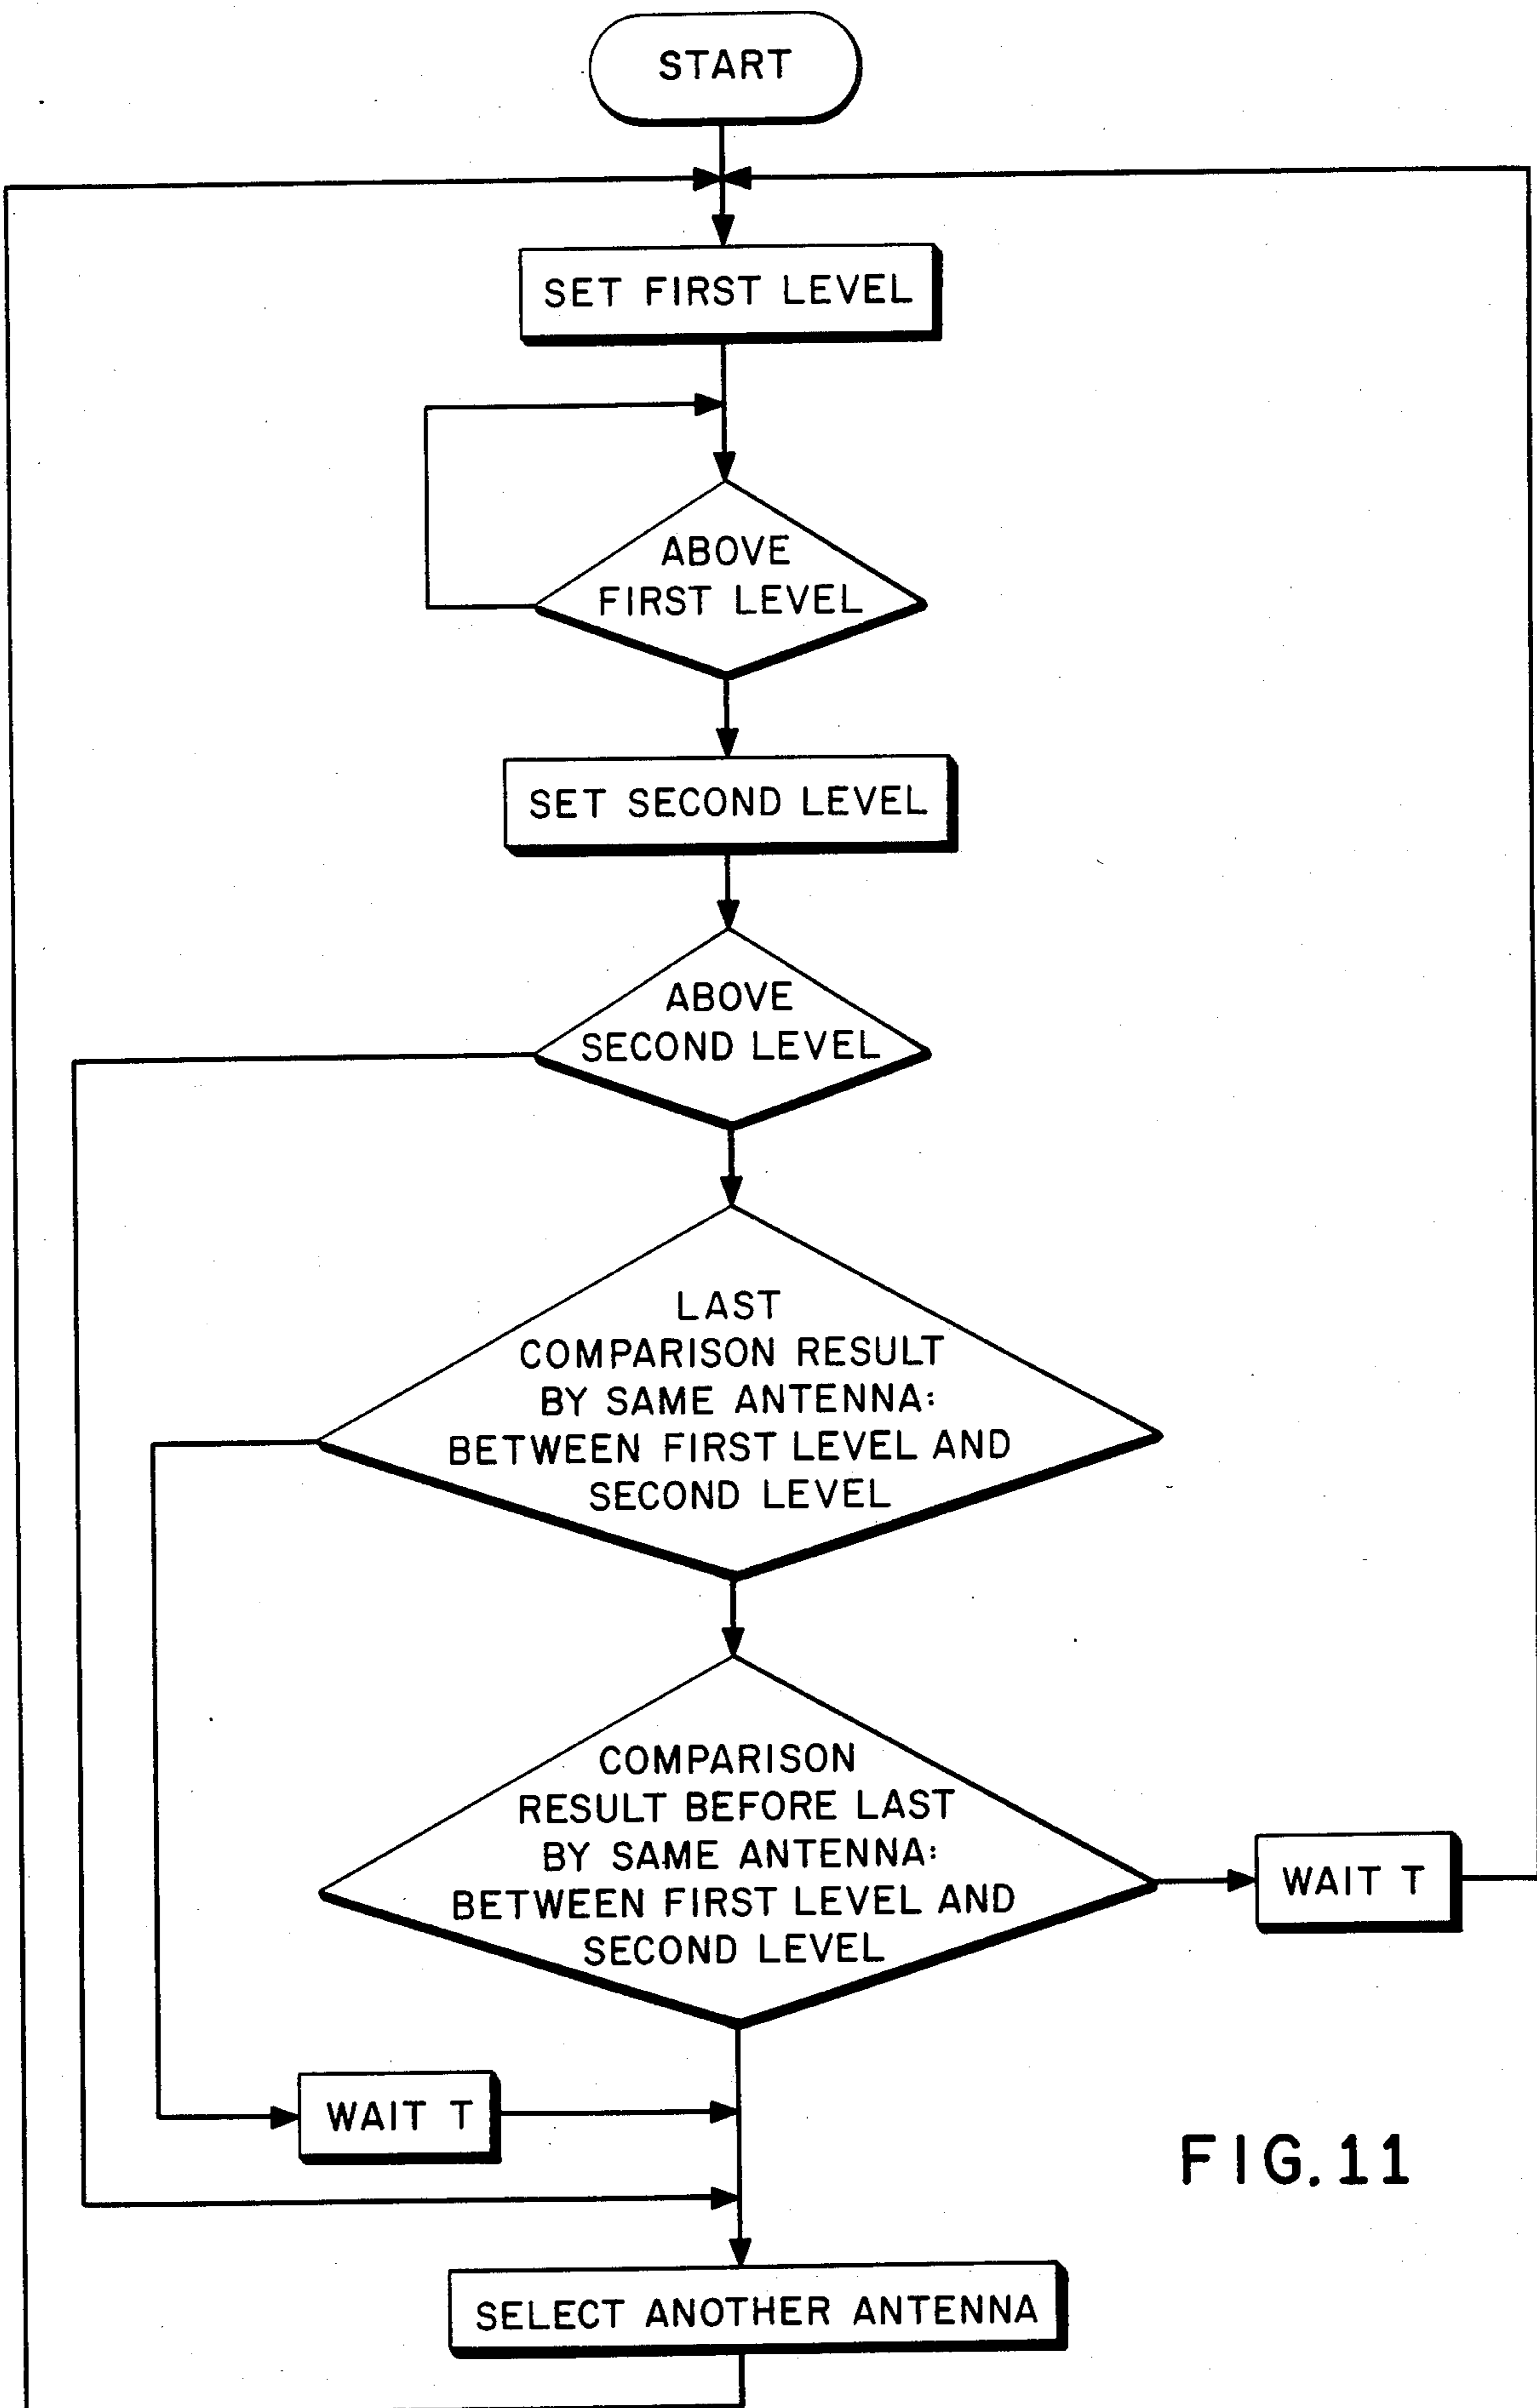 START
SET FIRST LEVEL
ABOVE
FIRST LEVEL
SET SECOND LEVEL
ABOVE
SECOND LEVEL
LAST
COMPARISON RESULT
BY SAME ANTENNA:
BETWEEN FIRST LEVEL AND
SECOND LEVEL
COMPARISON
RESULT BEFORE LAST
BY SAME ANTENNA:
BETWEEN FIRST LEVEL AND
SECOND LEVEL
WAIT T
WAIT T
FIG. 11
SELECT ANOTHER ANTENNA